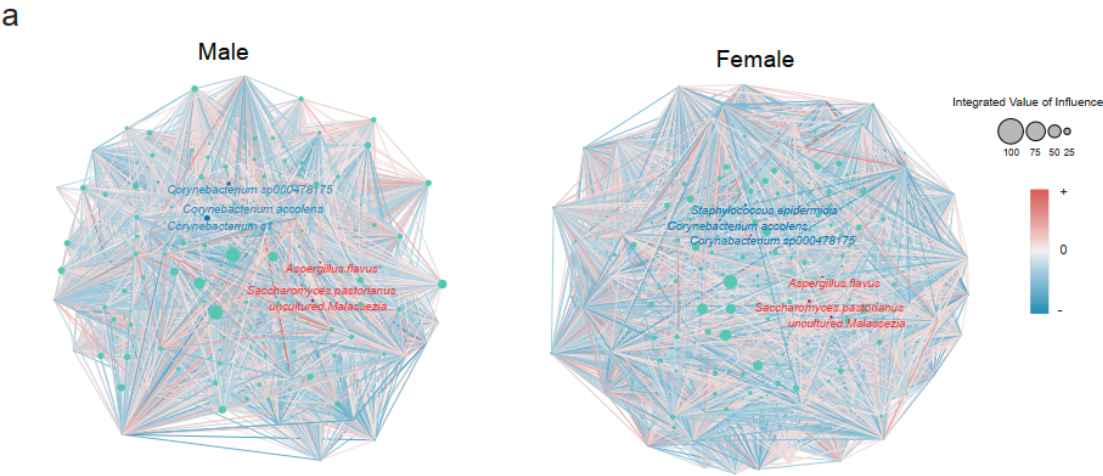 a
Male
Female
Integrated Value of Influence
100 75 50 25
+
0
-
Corynebacterium sp000478175
Corynebacterium accolens
Corynebacterium s1
Aspergillus.flavus
Saccharomyces.pastorianus
uncultured.Malassezia
Staphylococcus epidermidis
Corynebacterium accolens
Corynebacterium sp000478175
Aspergillus.flavus
Saccharomyces.pastorianus
uncultured.Malassezia